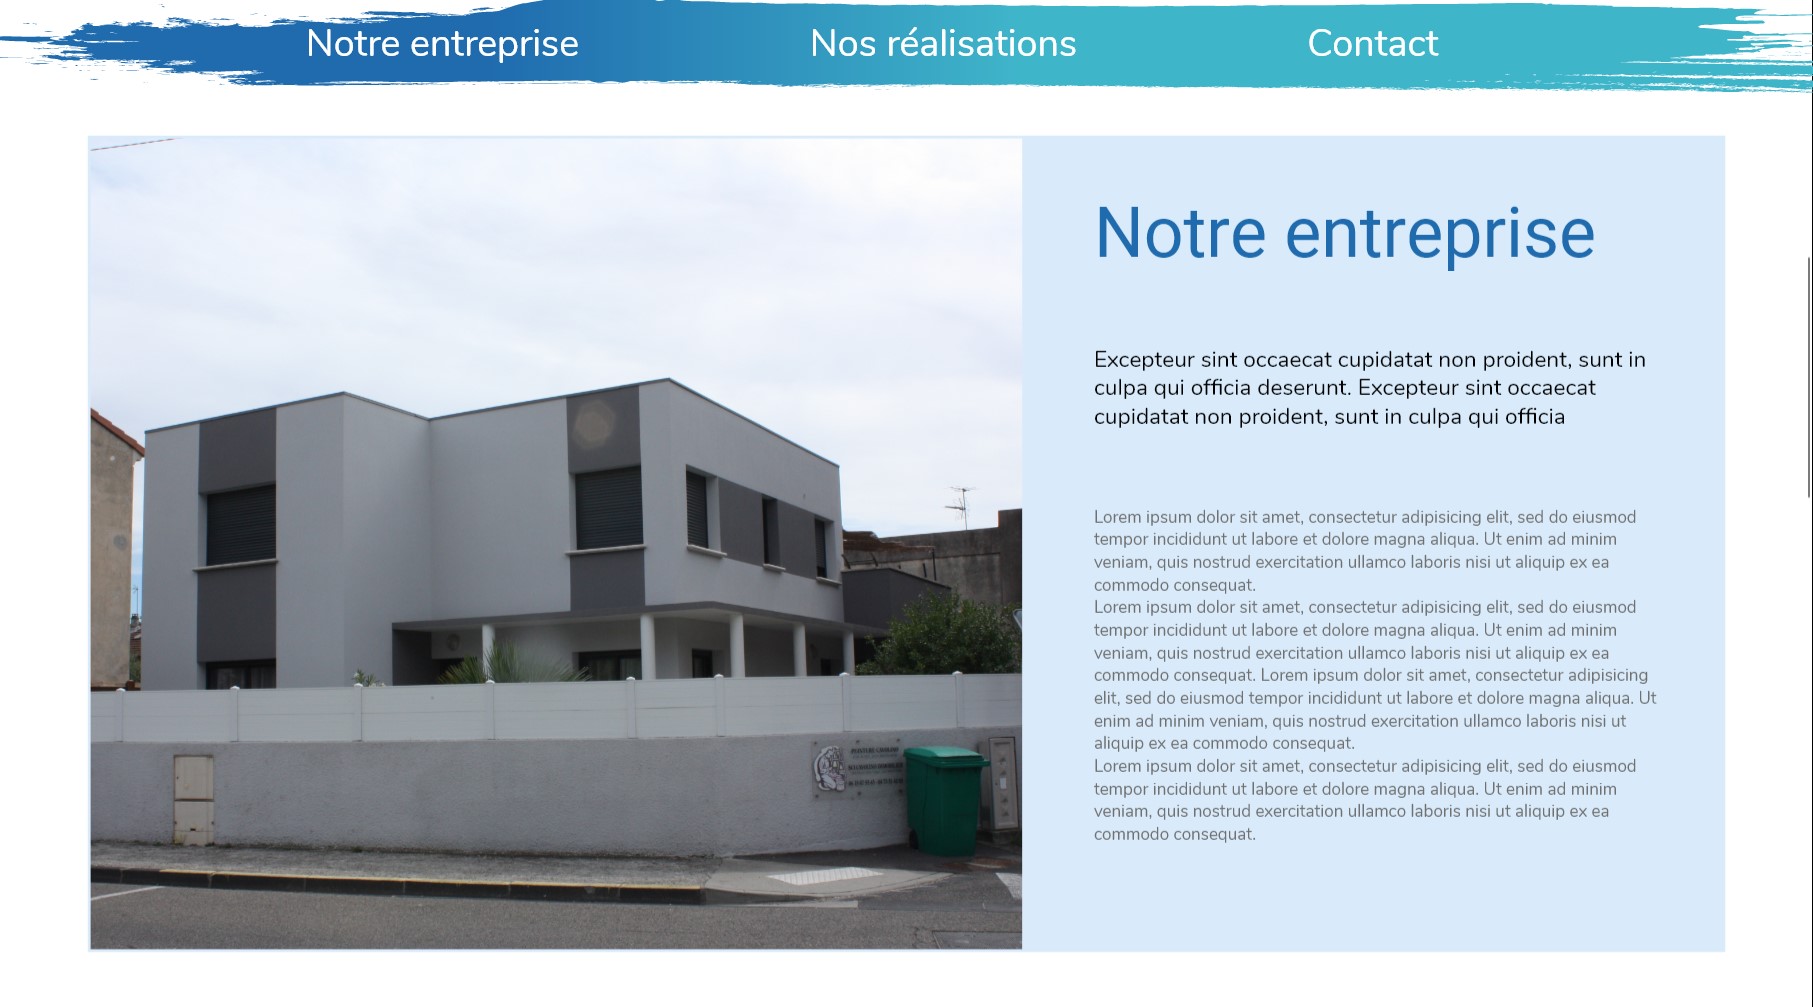 Notre entreprise
Nos réalisations
Contact
Notre entreprise
Excepteur sint occaecat cupidatat non proident, sunt in
culpa qui officia deserunt. Excepteur sint occaecat
cupidatat non proident, sunt in culpa qui officia
Lorem ipsum dolor sit amet, consectetur adipisicing elit, sed do eiusmod
tempor incididunt ut labore et dolore magna aliqua. Ut enim ad minim
veniam, quis nostrud exercitation ullamco laboris nisi ut aliquip ex ea
commodo consequat.
Lorem ipsum dolor sit amet, consectetur adipisicing elit, sed do eiusmod
tempor incididunt ut labore et dolore magna aliqua. Ut enim ad minim
veniam, quis nostrud exercitation ullamco laboris nisi ut aliquip ex ea
commodo consequat. Lorem ipsum dolor sit amet, consectetur adipisicing
elit, sed do eiusmod tempor incididunt ut labore et dolore magna aliqua. Ut
enim ad minim veniam, quis nostrud exercitation ullamco laboris nisi ut
aliquip ex ea commodo consequat.
Lorem ipsum dolor sit amet, consectetur adipisicing elit, sed do eiusmod
tempor incididunt ut labore et dolore magna aliqua. Ut enim ad minim
veniam, quis nostrud exercitation ullamco laboris nisi ut aliquip ex ea
commodo consequat.